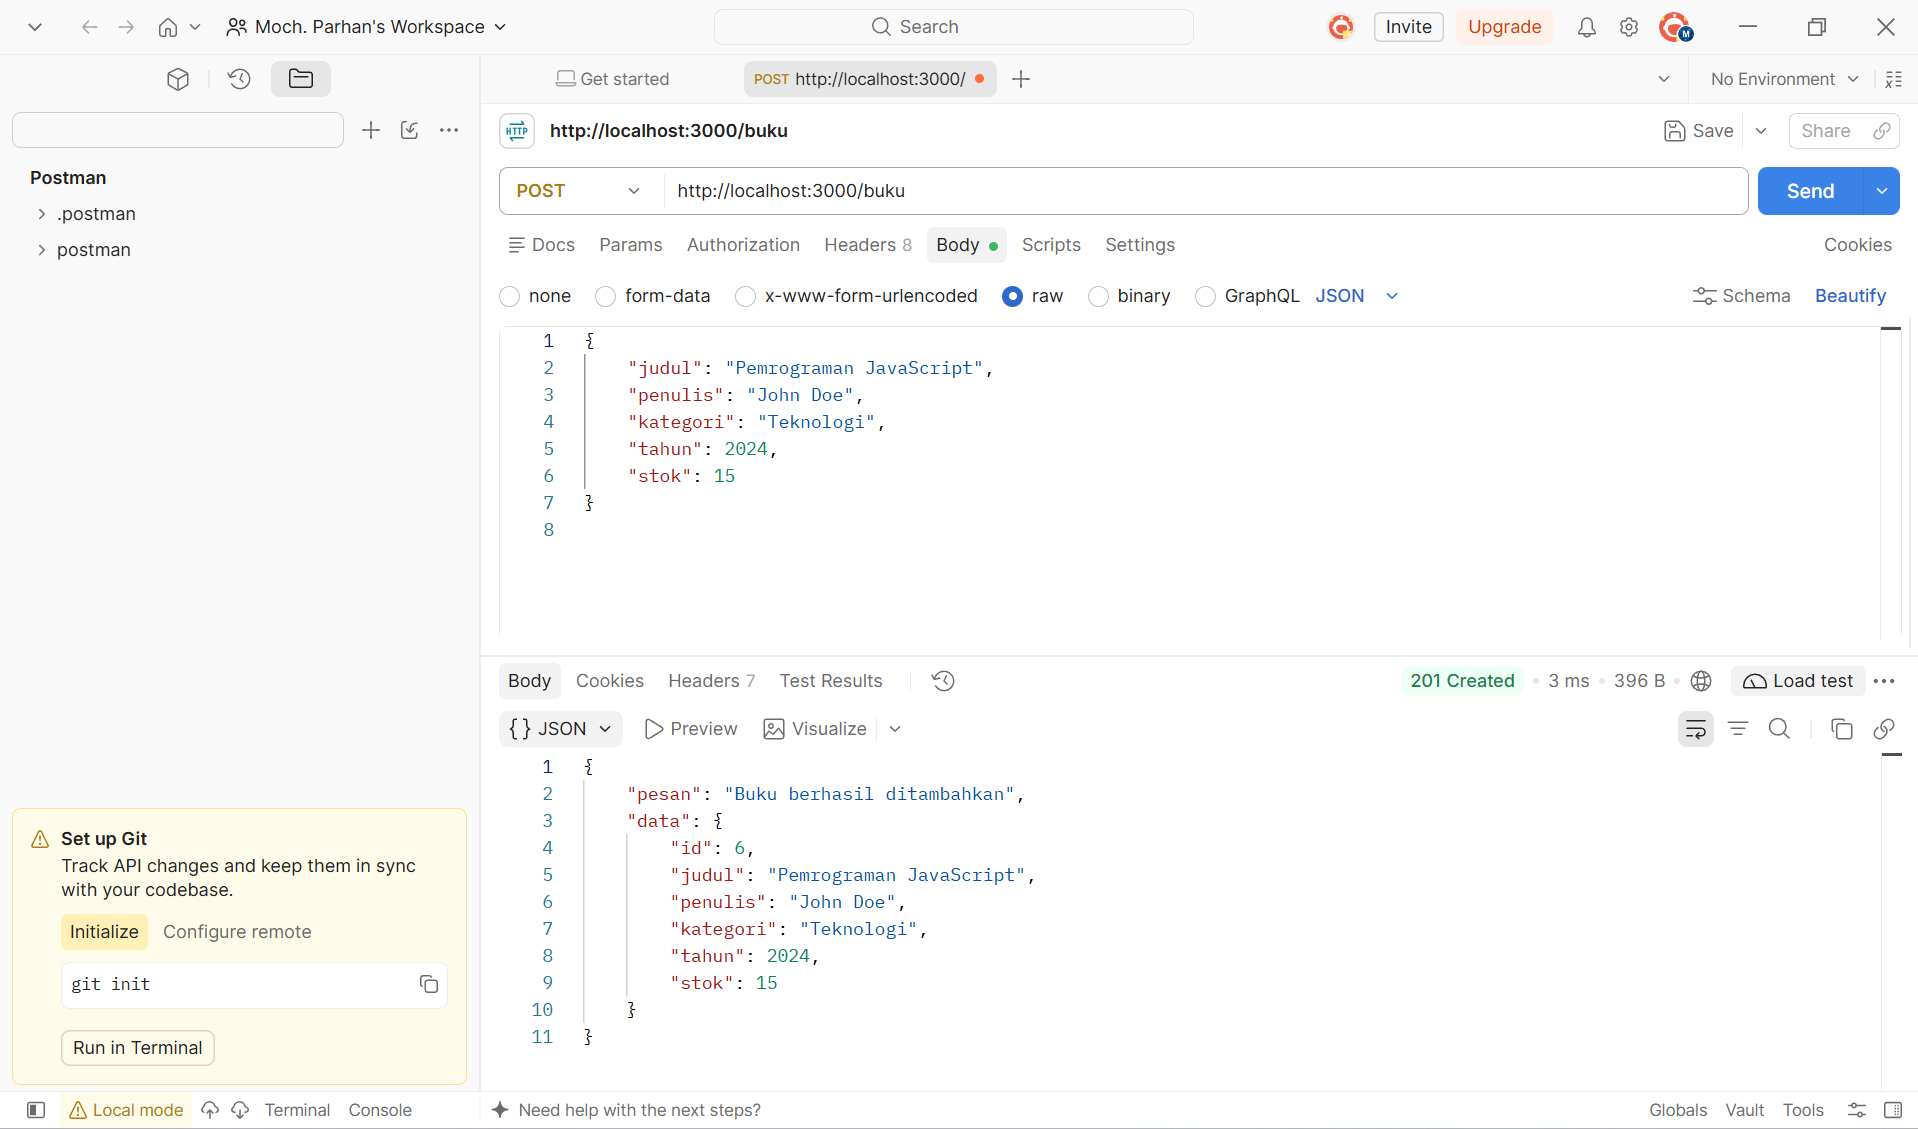 Moch. Parhan's Workspace
Search
Invite
Upgrade
M
Get started
POST http://localhost:3000/
No Environment
HTTP http://localhost:3000/buku
Save
Share
Postman
.postman
postman
POST
http://localhost:3000/buku
Send
Docs
Params
Authorization
Headers 8
Body
Scripts
Settings
Cookies
none
form-data
x-www-form-urlencoded
raw
binary
GraphQL
JSON
Schema
Beautify
1 {
2 "judul": "Pemrograman JavaScript",
3 "penulis": "John Doe",
4 "kategori": "Teknologi",
5 "tahun": 2024,
6 "stok": 15
7 }
8
Body
Cookies
Headers 7
Test Results
201 Created
3 ms
396 B
Load test
{} JSON
Preview
Visualize
1 {
2 "pesan": "Buku berhasil ditambahkan",
3 "data": {
4 "id": 6,
5 "judul": "Pemrograman JavaScript",
6 "penulis": "John Doe",
7 "kategori": "Teknologi",
8 "tahun": 2024,
9 "stok": 15
10 }
11 }
Set up Git
Track API changes and keep them in sync
with your codebase.
Initialize
Configure remote
git init
Run in Terminal
Local mode
Terminal
Console
Need help with the next steps?
Globals
Vault
Tools